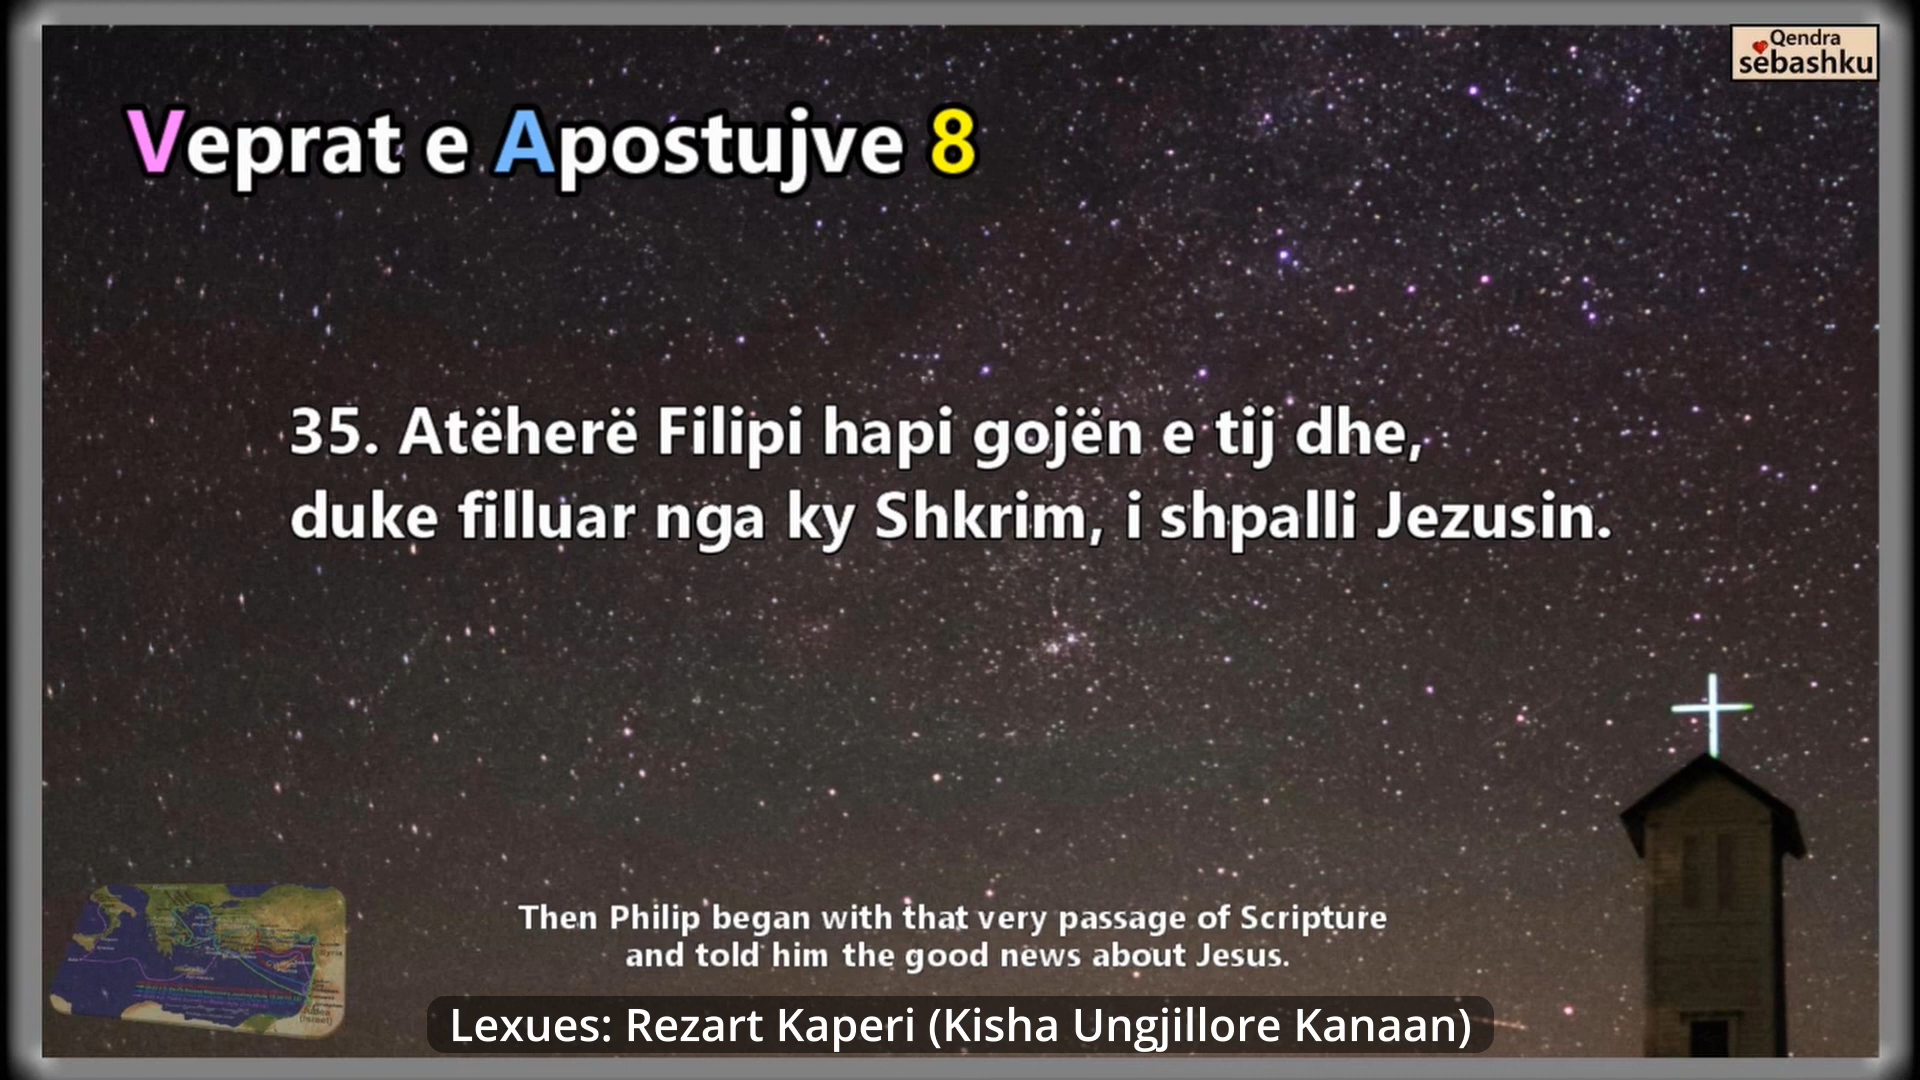 Qendra
sebashku
Veprat e Apostujve 8
35. Atëherë Filipi hapi gojën e tij dhe,
duke filluar nga ky Shkrim, i shpalli Jezusin.
Then Philip began with that very passage of Scripture
and told him the good news about Jesus.
Lexues: Rezart Kaperi (Kisha Ungjillore Kanaan)